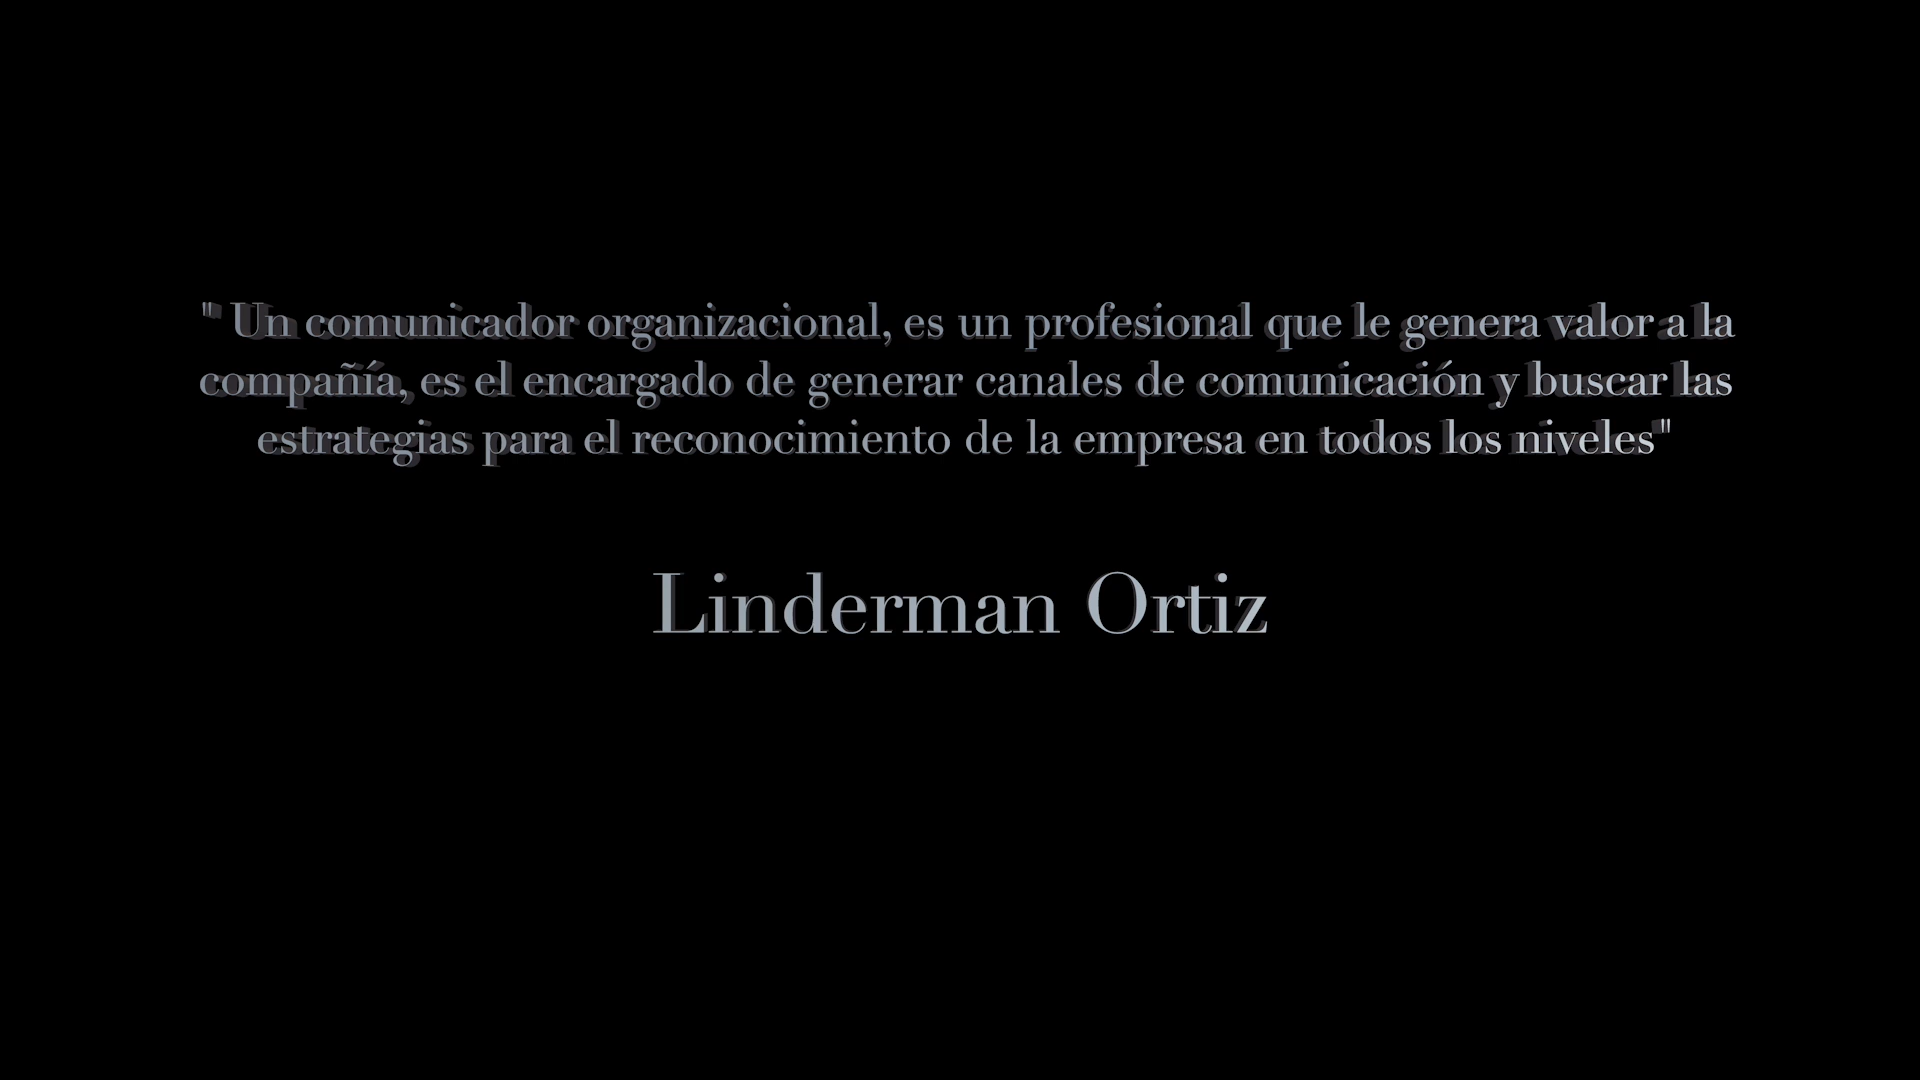 " Un comunicador organizacional, es un profesional que le genera valor a la
compañía, es el encargado de generar canales de comunicación y buscar las
estrategias para el reconocimiento de la empresa en todos los niveles"
Linderman Ortiz